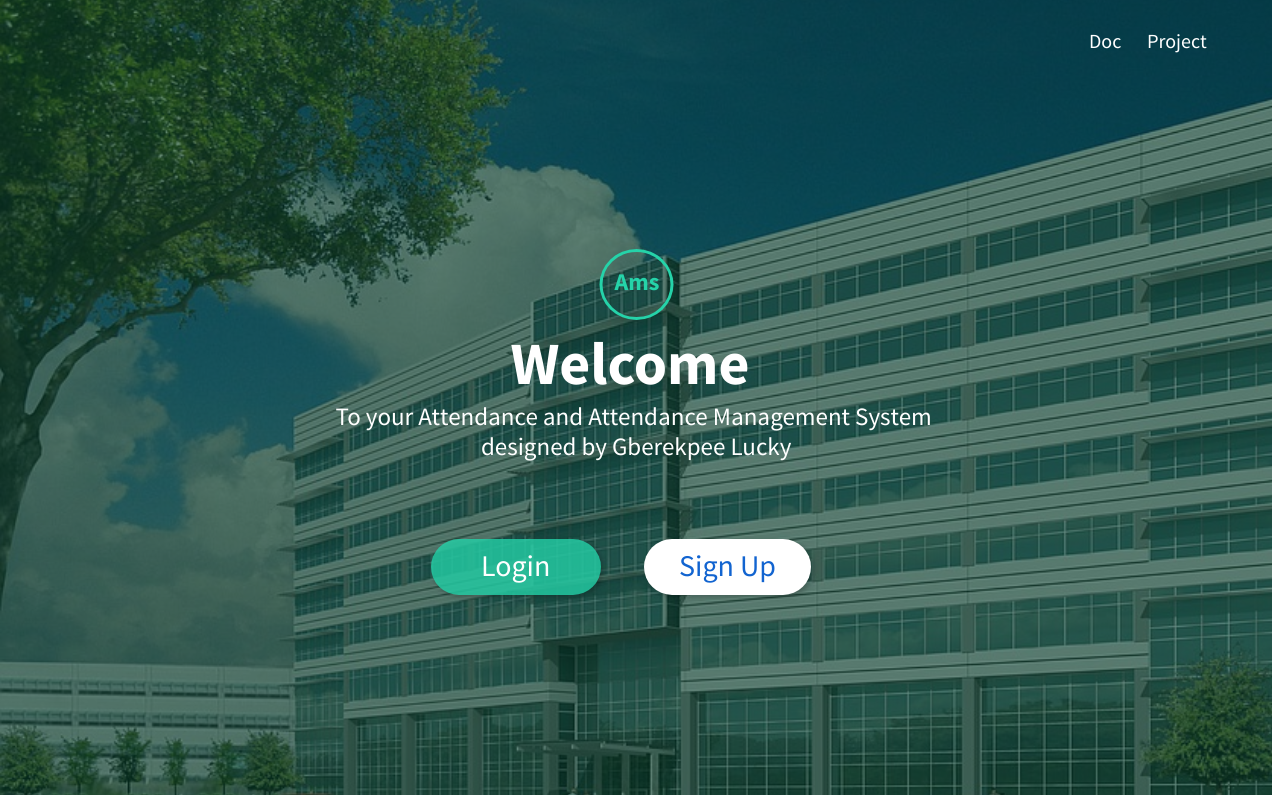 Doc Project
Ams
Welcome
To your Attendance and Attendance Management System
designed by Gberekpee Lucky
Login Sign Up